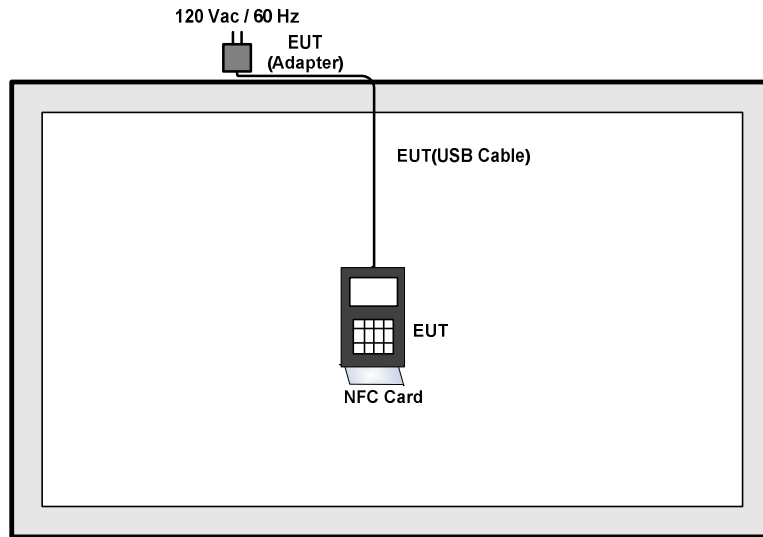 120 Vac / 60 Hz
EUT
(Adapter)
EUT(USB Cable)
EUT
NFC Card